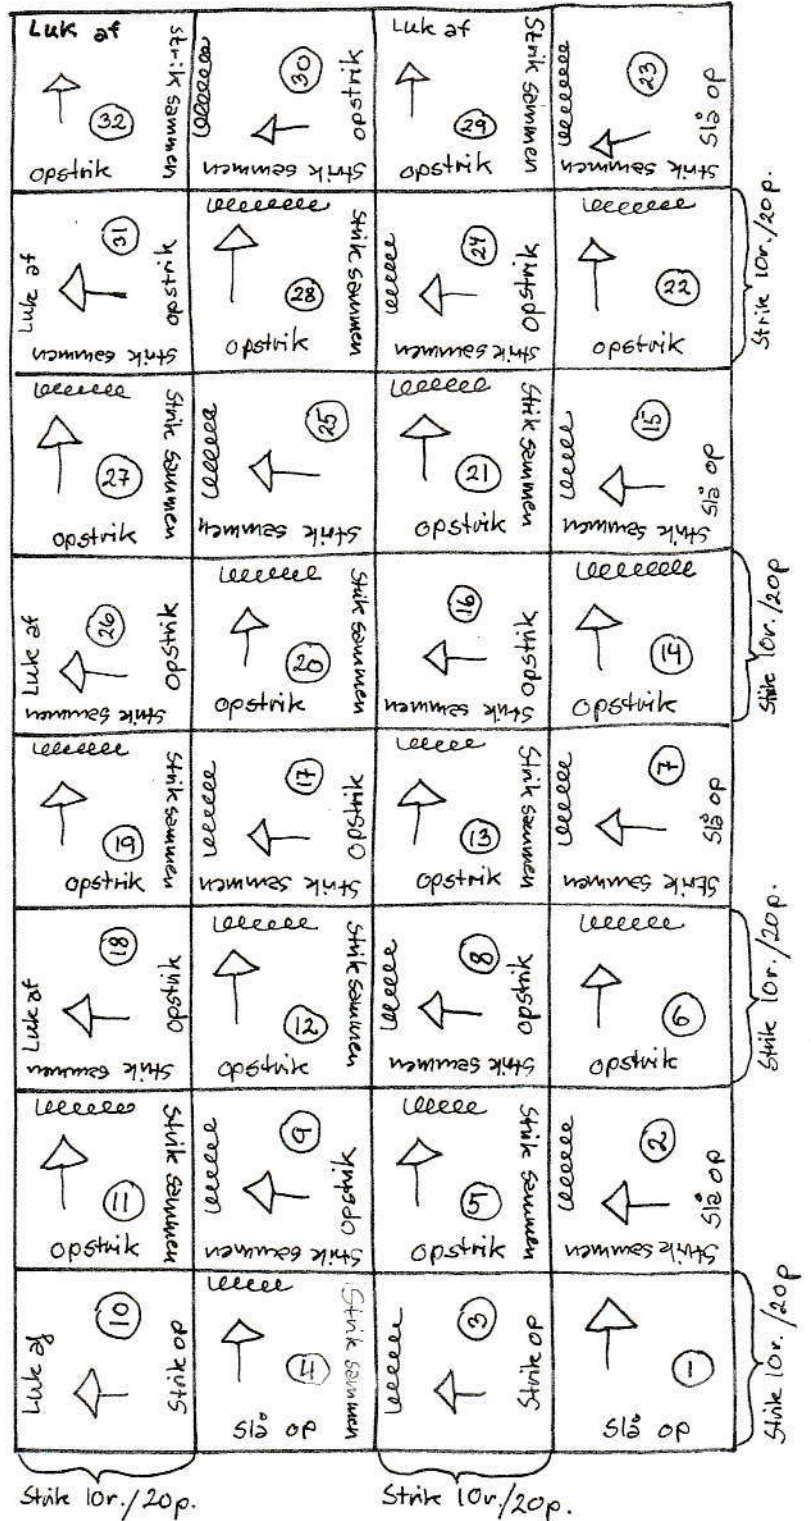 Luk af
Strik sammen
32
Opstrik
30
Opstrik
Strik sammen
Luk af
Strik sammen
29
Opstrik
23
Slå op
Strik sammen
Luk af
31
Opstrik
Strik sammen
Strik sammen
28
Opstrik
24
Opstrik
Strik sammen
22
Opstrik
Strik 10r./20p.
Strik sammen
27
Opstrik
25
Strik sammen
Strik sammen
21
Opstrik
15
Slå op
Strik sammen
Luk af
26
Opstrik
Strik sammen
Strik sammen
20
Opstrik
16
Opstrik
Strik sammen
14
Opstrik
Strik 10r./20p
Strik sammen
19
Opstrik
17
Opstrik
Strik sammen
Strik sammen
13
Opstrik
7
Slå op
Strik sammen
Luk af
18
Opstrik
Strik sammen
Strik sammen
12
Opstrik
8
Opstrik
Strik sammen
6
Opstrik
Strik 10r./20p.
Strik sammen
11
Opstrik
9
Opstrik
Strik sammen
Strik sammen
5
Opstrik
2
Slå op
Strik sammen
Luk af
10
Strik op
Strik sammen
4
Slå op
3
Strik op
1
Slå op
Strik 10r./20p
Strik 10r./20p.
Strik 10r./20p.